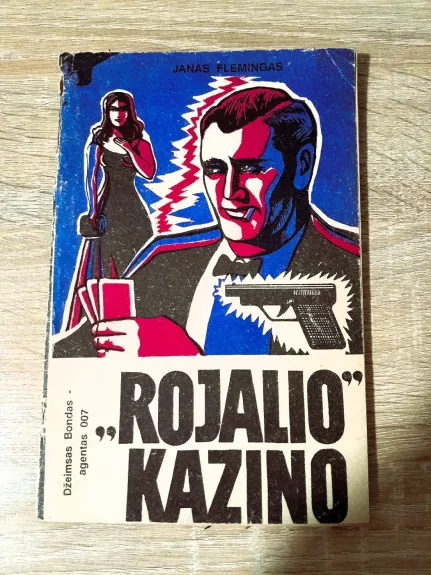 JANAS FLEMINGAS
Džeimsas Bondas -
agentas 007
„ROJALIO”
KAZINO